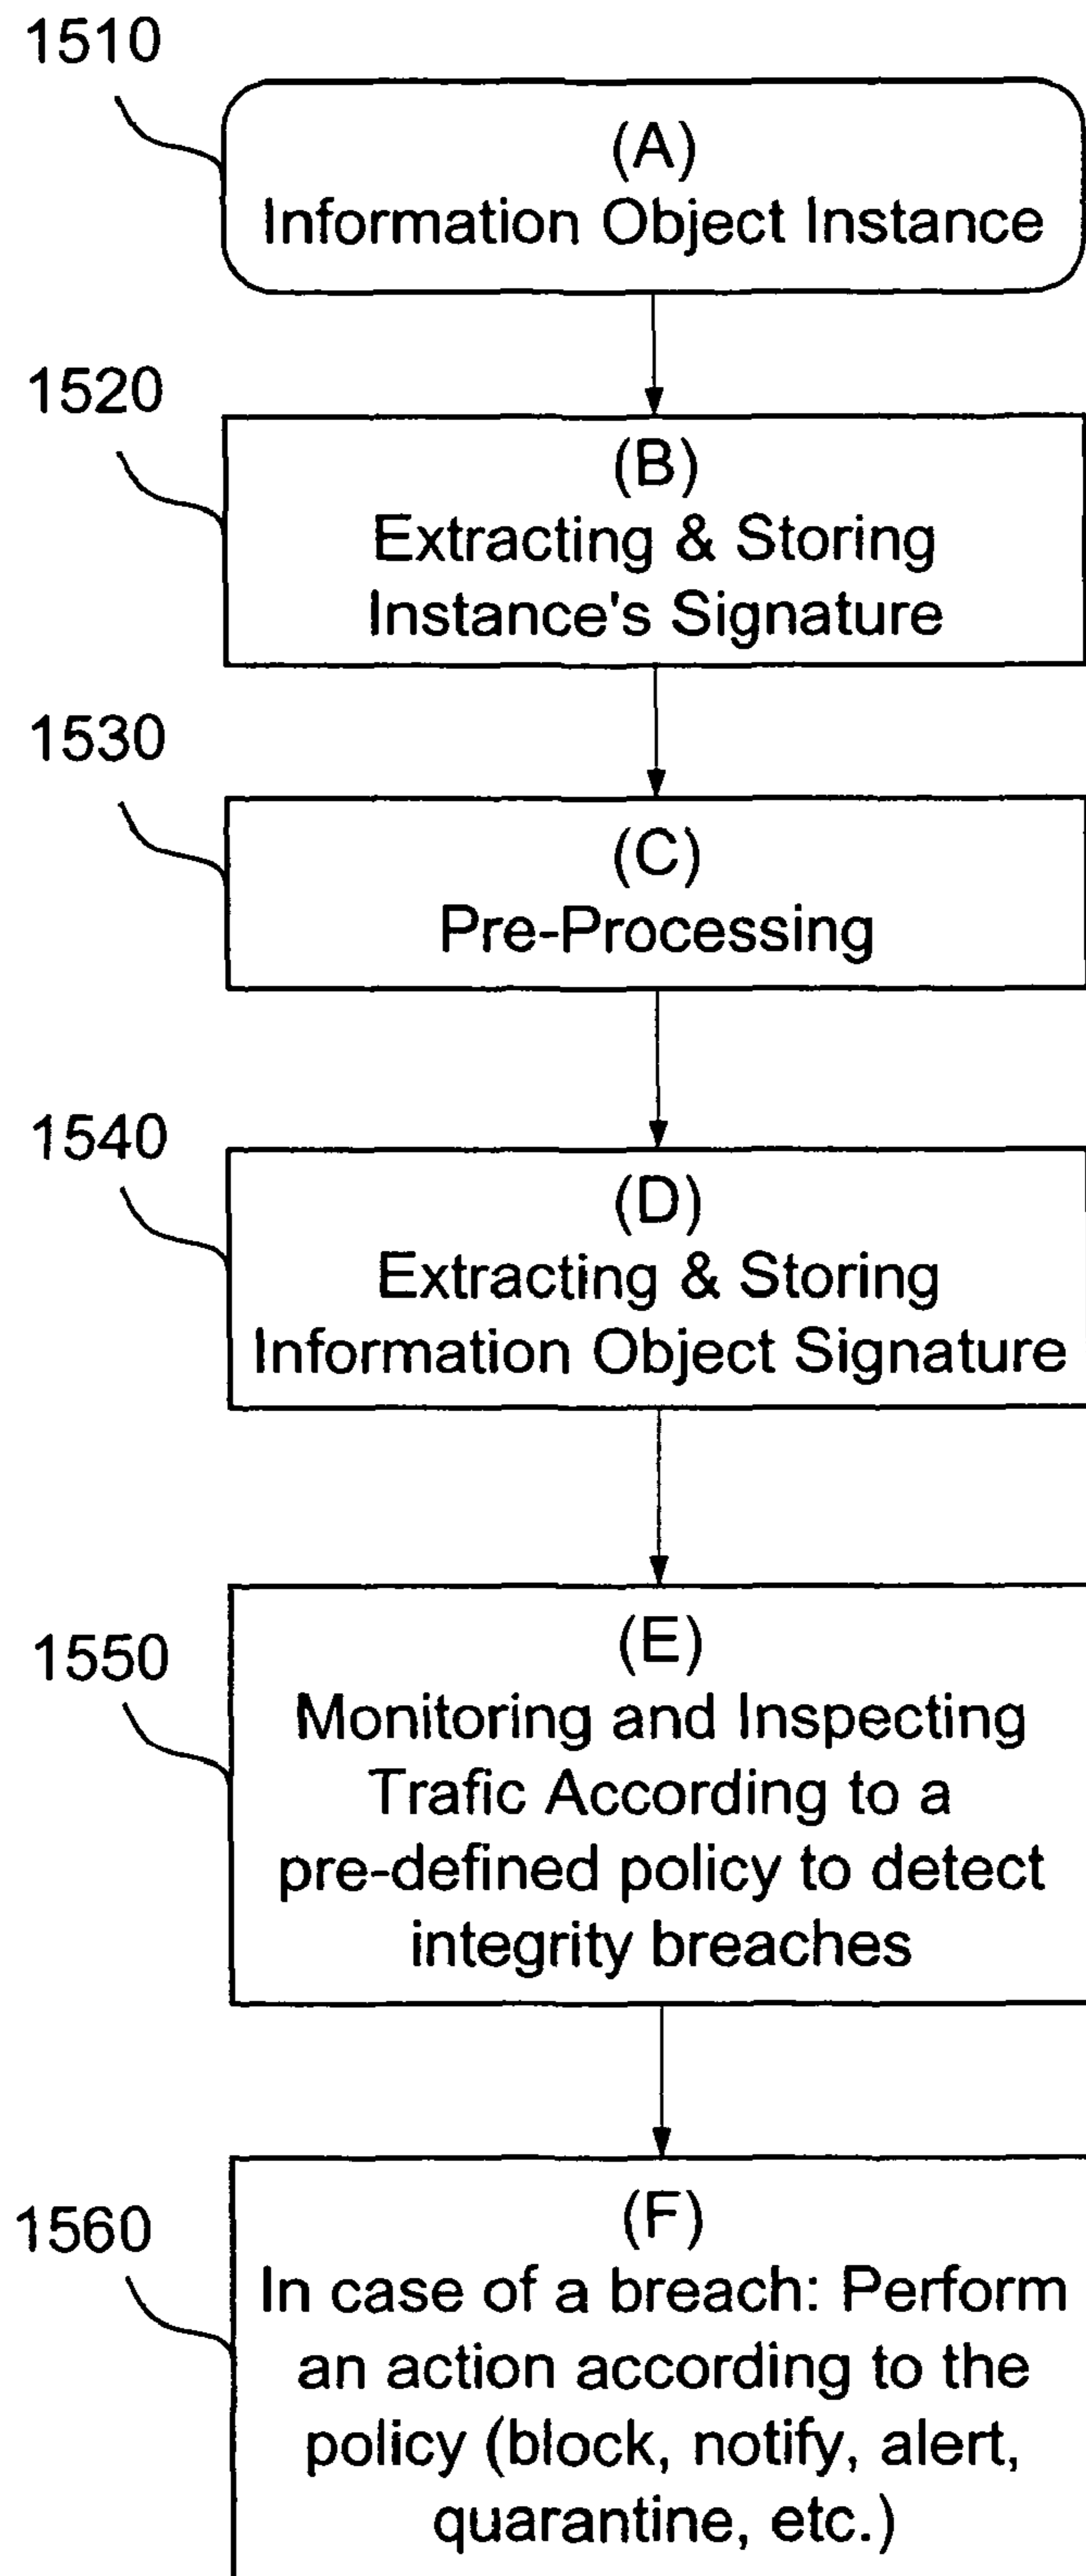 1510
(A)
Information Object Instance
1520
(B)
Extracting & Storing
Instance's Signature
1530
(C)
Pre-Processing
1540
(D)
Extracting & Storing
Information Object Signature
1550
(E)
Monitoring and Inspecting
Trafic According to a
pre-defined policy to detect
integrity breaches
1560
(F)
In case of a breach: Perform
an action according to the
policy (block, notify, alert,
quarantine, etc.)